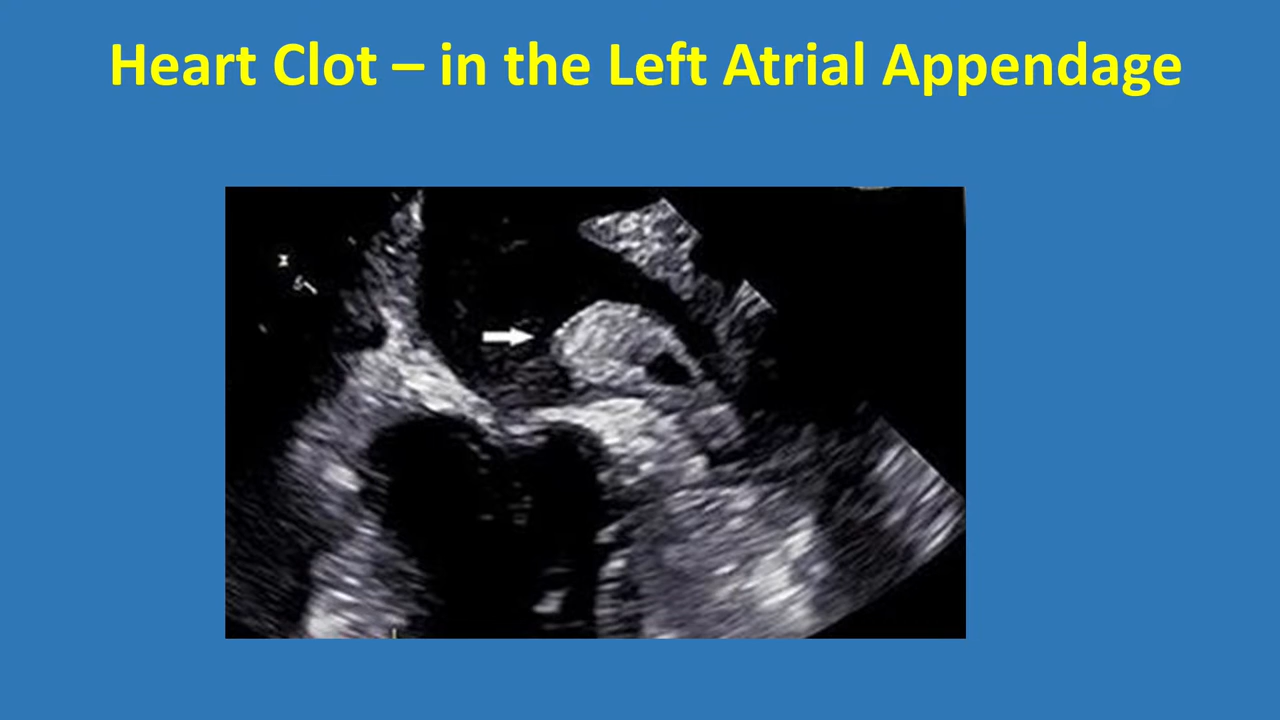 Heart Clot – in the Left Atrial Appendage